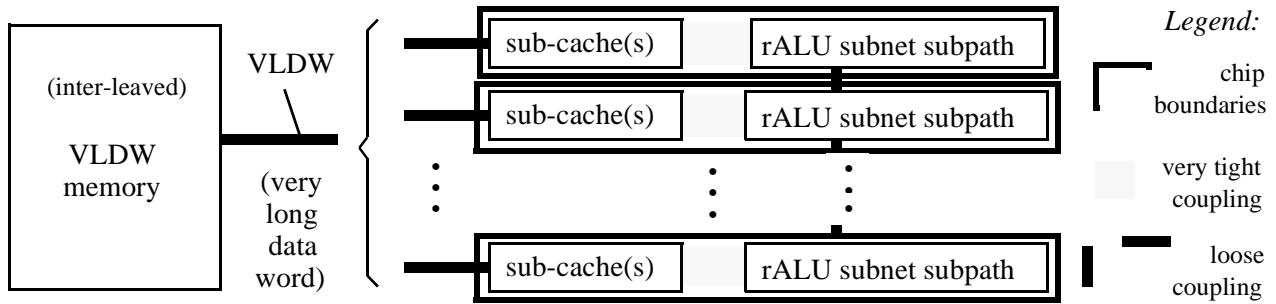 (inter-leaved)
VLDW
memory
VLDW
(very
long
data
word)
sub-cache(s) rALU subnet subpath
sub-cache(s) rALU subnet subpath
sub-cache(s) rALU subnet subpath
Legend:
chip
boundaries
very tight
coupling
loose
coupling